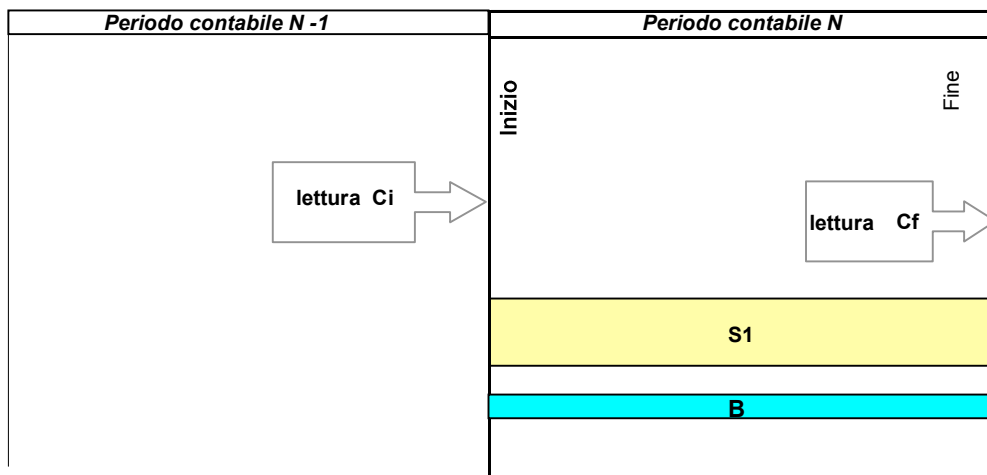 Periodo contabile N -1
Periodo contabile N
Inizio
Fine
lettura Ci
lettura Cf
S1
B